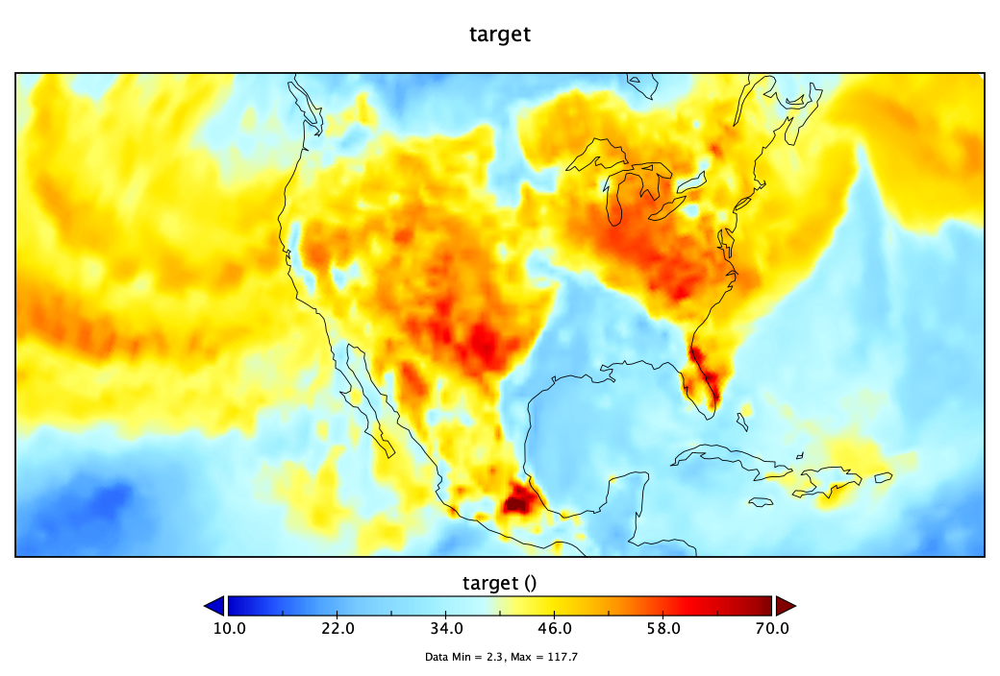 target
target ()
10.0 22.0 34.0 46.0 58.0 70.0
Data Min = 2.3, Max = 117.7